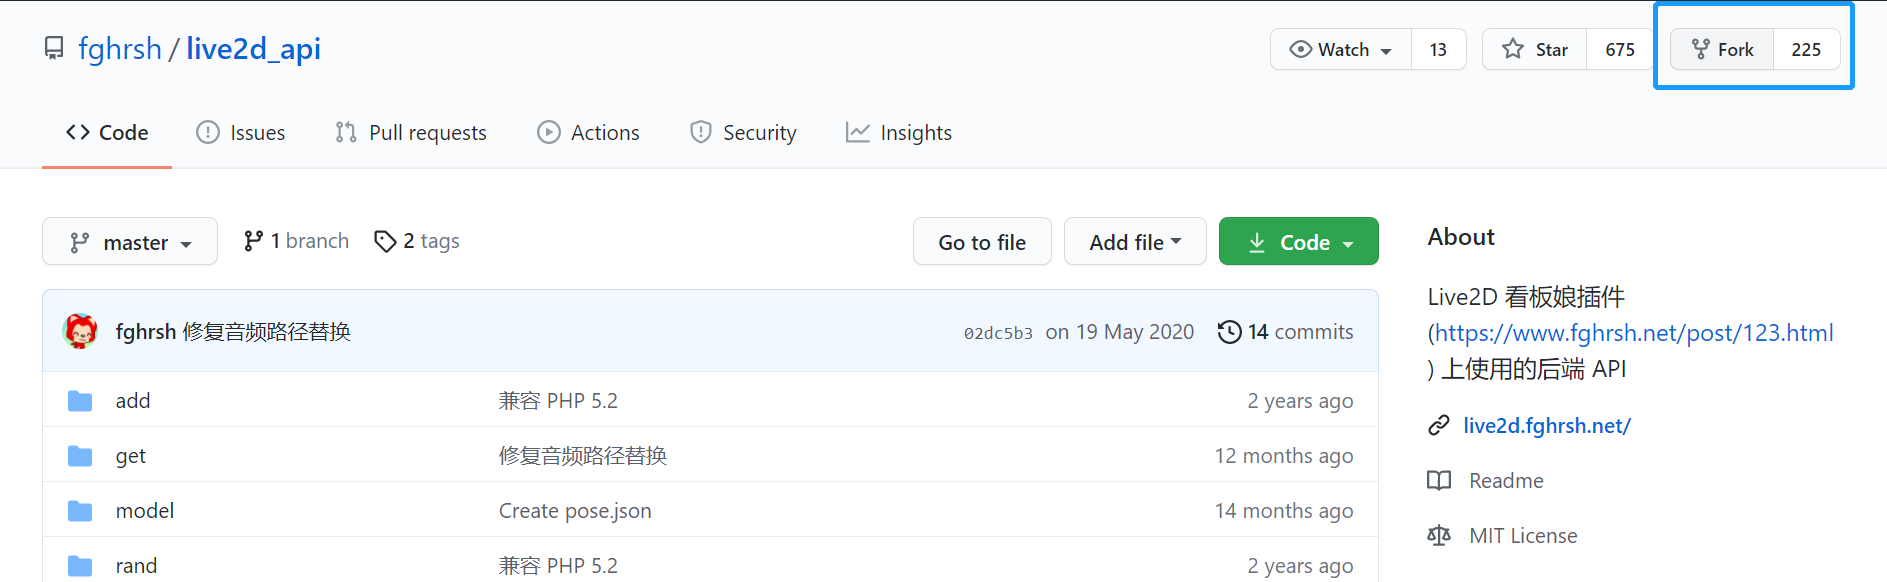 fghrsh / live2d_api
Watch 13
Star 675
Fork 225
Code
Issues
Pull requests
Actions
Security
Insights
master
1 branch
2 tags
Go to file
Add file
Code
fghrsh 修复音频路径替换
02dc5b3 on 19 May 2020
14 commits
add 兼容 PHP 5.2 2 years ago
get 修复音频路径替换 12 months ago
model Create pose.json 14 months ago
rand 兼容 PHP 5.2 2 years ago
About
Live2D 看板娘插件
(https://www.fghrsh.net/post/123.html
) 上使用的后端 API
live2d.fghrsh.net/
Readme
MIT License